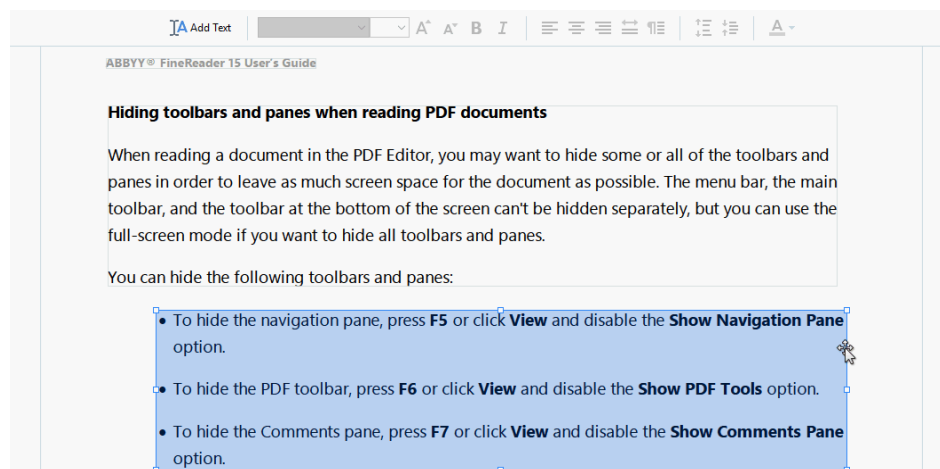 Add Text
ABBYY® FineReader 15 User's Guide
Hiding toolbars and panes when reading PDF documents
When reading a document in the PDF Editor, you may want to hide some or all of the toolbars and
panes in order to leave as much screen space for the document as possible. The menu bar, the main
toolbar, and the toolbar at the bottom of the screen can't be hidden separately, but you can use the
full-screen mode if you want to hide all toolbars and panes.
You can hide the following toolbars and panes:
• To hide the navigation pane, press F5 or click View and disable the Show Navigation Pane
option.
• To hide the PDF toolbar, press F6 or click View and disable the Show PDF Tools option.
• To hide the Comments pane, press F7 or click View and disable the Show Comments Pane
option.